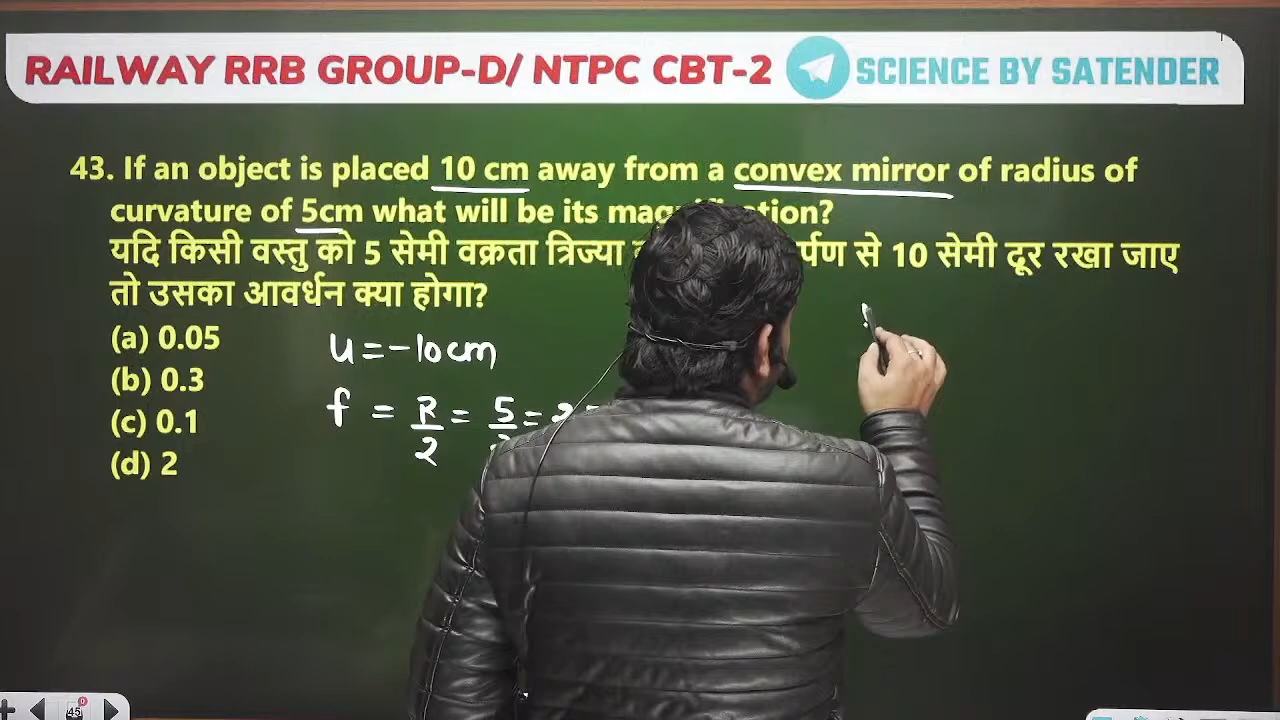 RAILWAY RRB GROUP-D/ NTPC CBT-2
SCIENCE BY SATENDER
43. If an object is placed 10 cm away from a convex mirror of radius of
curvature of 5cm what will be its magnification?
यदि किसी वस्तु को 5 सेमी वक्रता त्रिज्या से 10 सेमी दूर रखा जाए
तो उसका आवर्धन क्या होगा?
(a) 0.05
(b) 0.3
(c) 0.1
(d) 2
u = -10cm
f = R/2 = 5/
45